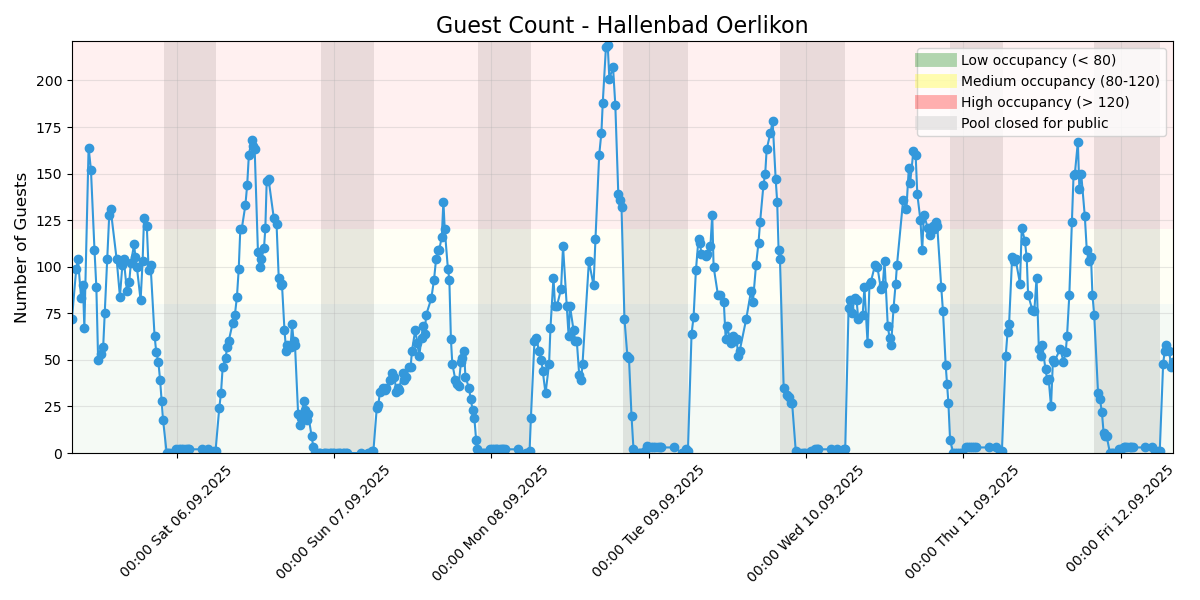 Guest Count - Hallenbad Oerlikon
Number of Guests
200
175
150
125
100
75
50
25
0
Low occupancy (< 80)
Medium occupancy (80-120)
High occupancy (> 120)
Pool closed for public
00:00 Sat 06.09.2025
00:00 Sun 07.09.2025
00:00 Mon 08.09.2025
00:00 Tue 09.09.2025
00:00 Wed 10.09.2025
00:00 Thu 11.09.2025
00:00 Fri 12.09.2025